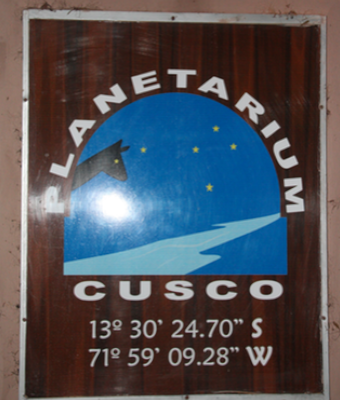 PLANETARIUM
CUSCO
13º 30' 24.70" S
71º 59' 09.28" W